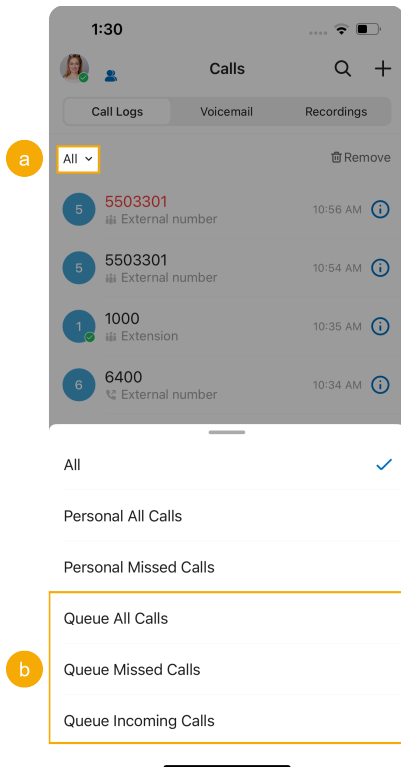 1:30
Calls
Call Logs Voicemail Recordings
a
All
Remove
5 5503301 10:56 AM
External number
5 5503301 10:54 AM
External number
1 1000 10:35 AM
Extension
6 6400 10:34 AM
External number
All
Personal All Calls
Personal Missed Calls
Queue All Calls
b
Queue Missed Calls
Queue Incoming Calls